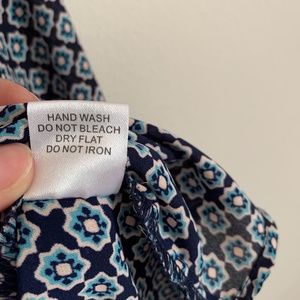 HAND WASH
DO NOT BLEACH
DRY FLAT
DO NOT IRON